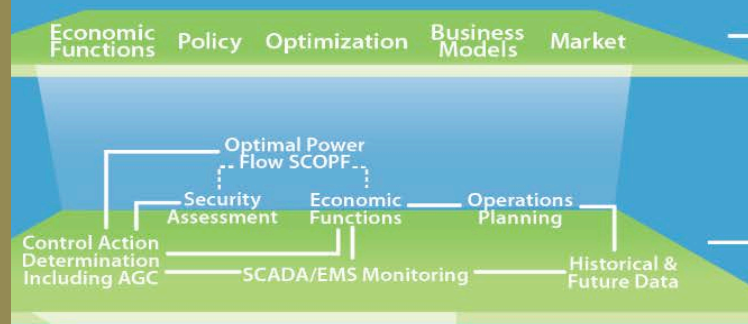 Economic
Functions
Policy
Optimization
Business
Models
Market
Optimal Power
Flow SCOPF
Security
Assessment
Economic
Functions
Operations
Planning
Control Action
Determination
Including AGC
SCADA/EMS Monitoring
Historical &
Future Data